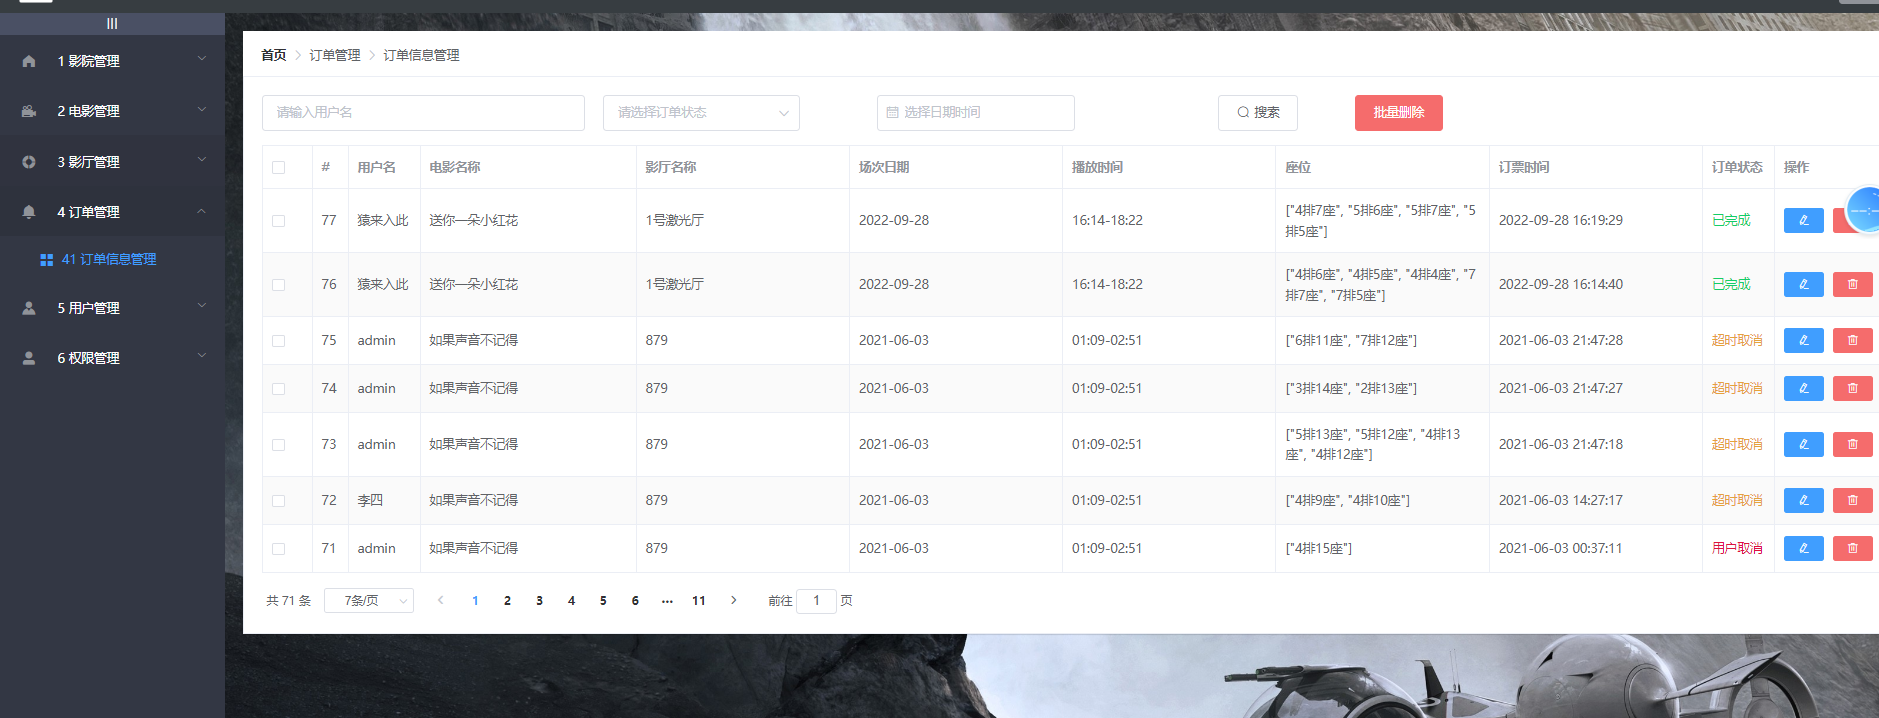 1 影院管理
2 电影管理
3 影厅管理
4 订单管理
41 订单信息管理
5 用户管理
6 权限管理
首页 > 订单管理 > 订单信息管理
请输入用户名 请选择订单状态 选择日期时间 搜索 批量删除
# 用户名 电影名称 影厅名称 场次日期 播放时间 座位 订票时间 订单状态 操作
77 猿来入此 送你一朵小红花 1号激光厅 2022-09-28 16:14-18:22 ["4排7座", "5排6座", "5排7座", "5 2022-09-28 16:19:29 已完成
排5座"]
76 猿来入此 送你一朵小红花 1号激光厅 2022-09-28 16:14-18:22 ["4排6座", "4排5座", "4排4座", "7 2022-09-28 16:14:40 已完成
排7座", "7排5座"]
75 admin 如果声音不记得 879 2021-06-03 01:09-02:51 ["6排11座", "7排12座"] 2021-06-03 21:47:28 超时取消
74 admin 如果声音不记得 879 2021-06-03 01:09-02:51 ["3排14座", "2排13座"] 2021-06-03 21:47:27 超时取消
73 admin 如果声音不记得 879 2021-06-03 01:09-02:51 ["5排13座", "5排12座", "4排13 2021-06-03 21:47:18 超时取消
座", "4排12座"]
72 李四 如果声音不记得 879 2021-06-03 01:09-02:51 ["4排9座", "4排10座"] 2021-06-03 14:27:17 超时取消
71 admin 如果声音不记得 879 2021-06-03 01:09-02:51 ["4排15座"] 2021-06-03 00:37:11 用户取消
共 71 条 7条/页 < 1 2 3 4 5 6 ··· 11 > 前往 1 页